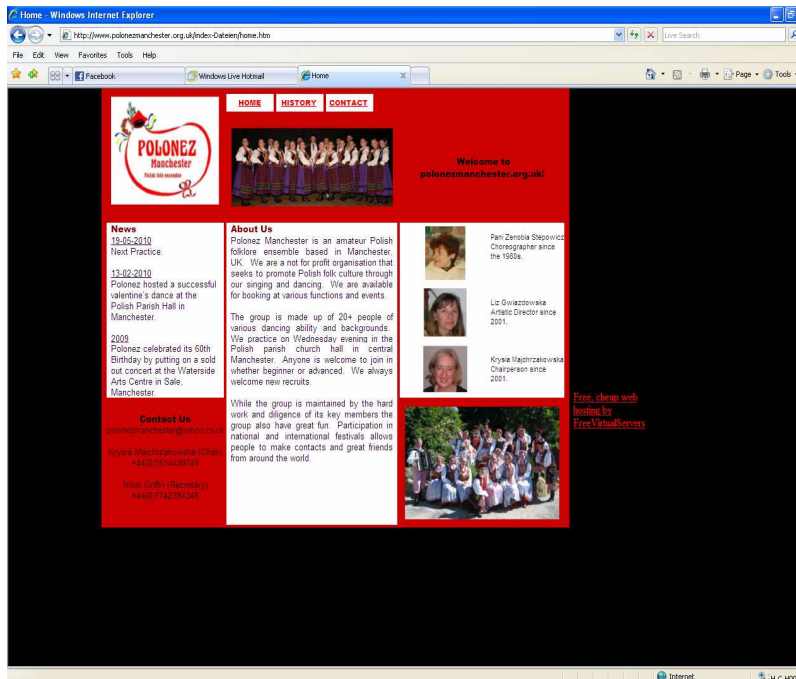 Home - Windows Internet Explorer
http://www.polonezmanchester.org.uk/index-Dateien/home.htm
Live Search
File Edit View Favorites Tools Help
Facebook
Windows Live Hotmail
Home
Page
Tools
POLONEZ
Manchester
Polish folk ensemble
HOME
HISTORY
CONTACT
Welcome to
polonezmanchester.org.uk!
News
19-05-2010
Next Practice.
13-02-2010
Polonez hosted a successful
valentine's dance at the
Polish Parish Hall in
Manchester.
2009
Polonez celebrated its 60th
Birthday by putting on a sold
out concert at the Waterside
Arts Centre in Sale,
Manchester.
Contact Us
polonezmanchester@yahoo.co.uk
Krysia Majchrzakowska (Chair)
Nikki Griffin (Secretary)
About Us
Polonez Manchester is an amateur Polish
folklore ensemble based in Manchester,
UK. We are a not for profit organisation that
seeks to promote Polish folk culture through
our singing and dancing. We are available
for booking at various functions and events.
The group is made up of 20+ people of
various dancing ability and backgrounds.
We practice on Wednesday evening in the
Polish parish church hall in central
Manchester. Anyone is welcome to join in
whether beginner or advanced. We always
welcome new recruits.
While the group is maintained by the hard
work and diligence of its key members the
group also have great fun. Participation in
national and international festivals allows
people to make contacts and great friends
from around the world.
Pani Zenobia Stepowicz
Choreographer since
the 1980s.
Liz Gwiazdowska
Artistic Director since
2001.
Krysia Majchrzakowska
Chairperson since
2001.
Free, cheap web
hosting by
FreeVirtualServers
Internet